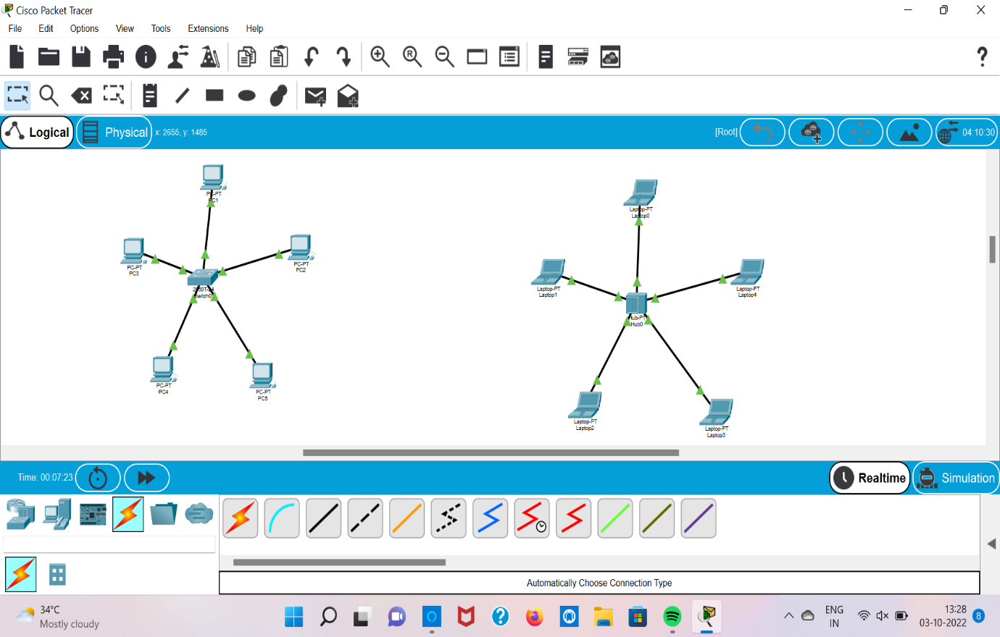 Cisco Packet Tracer
File Edit Options View Tools Extensions Help
Logical Physical x: 2655, y: 1485 [Root] 04:10:30
PC-PT
PC1
PC-PT
PC3
PC-PT
PC2
2950T-24
Switch0
PC-PT
PC4
PC-PT
PC5
Laptop-PT
Laptop0
Laptop-PT
Laptop1
Laptop-PT
Laptop4
Hub-PT
Hub0
Laptop-PT
Laptop2
Laptop-PT
Laptop3
Time: 00:07:23 Realtime Simulation
Automatically Choose Connection Type
34°C
Mostly cloudy
ENG
IN
13:28
03-10-2022
8